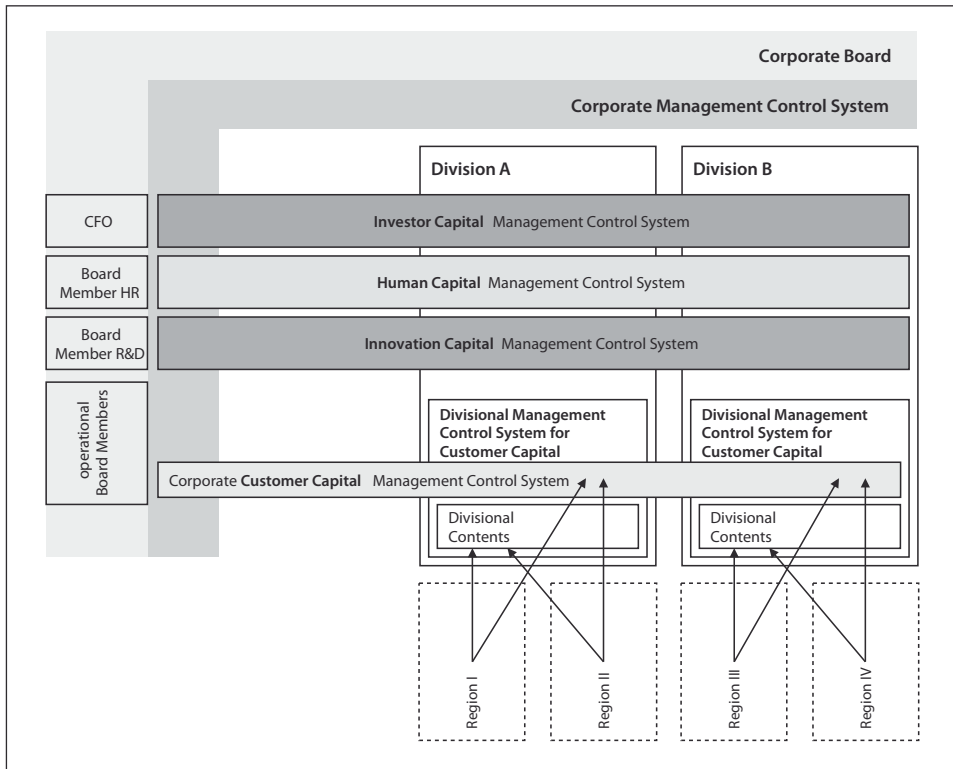 Corporate Board
Corporate Management Control System
Division A
Division B
CFO
Investor Capital Management Control System
Board
Member HR
Human Capital Management Control System
Board
Member R&D
Innovation Capital Management Control System
operational
Board Members
Divisional Management
Control System for
Customer Capital
Divisional Management
Control System for
Customer Capital
Corporate Customer Capital Management Control System
Divisional
Contents
Divisional
Contents
Region I
Region II
Region III
Region IV